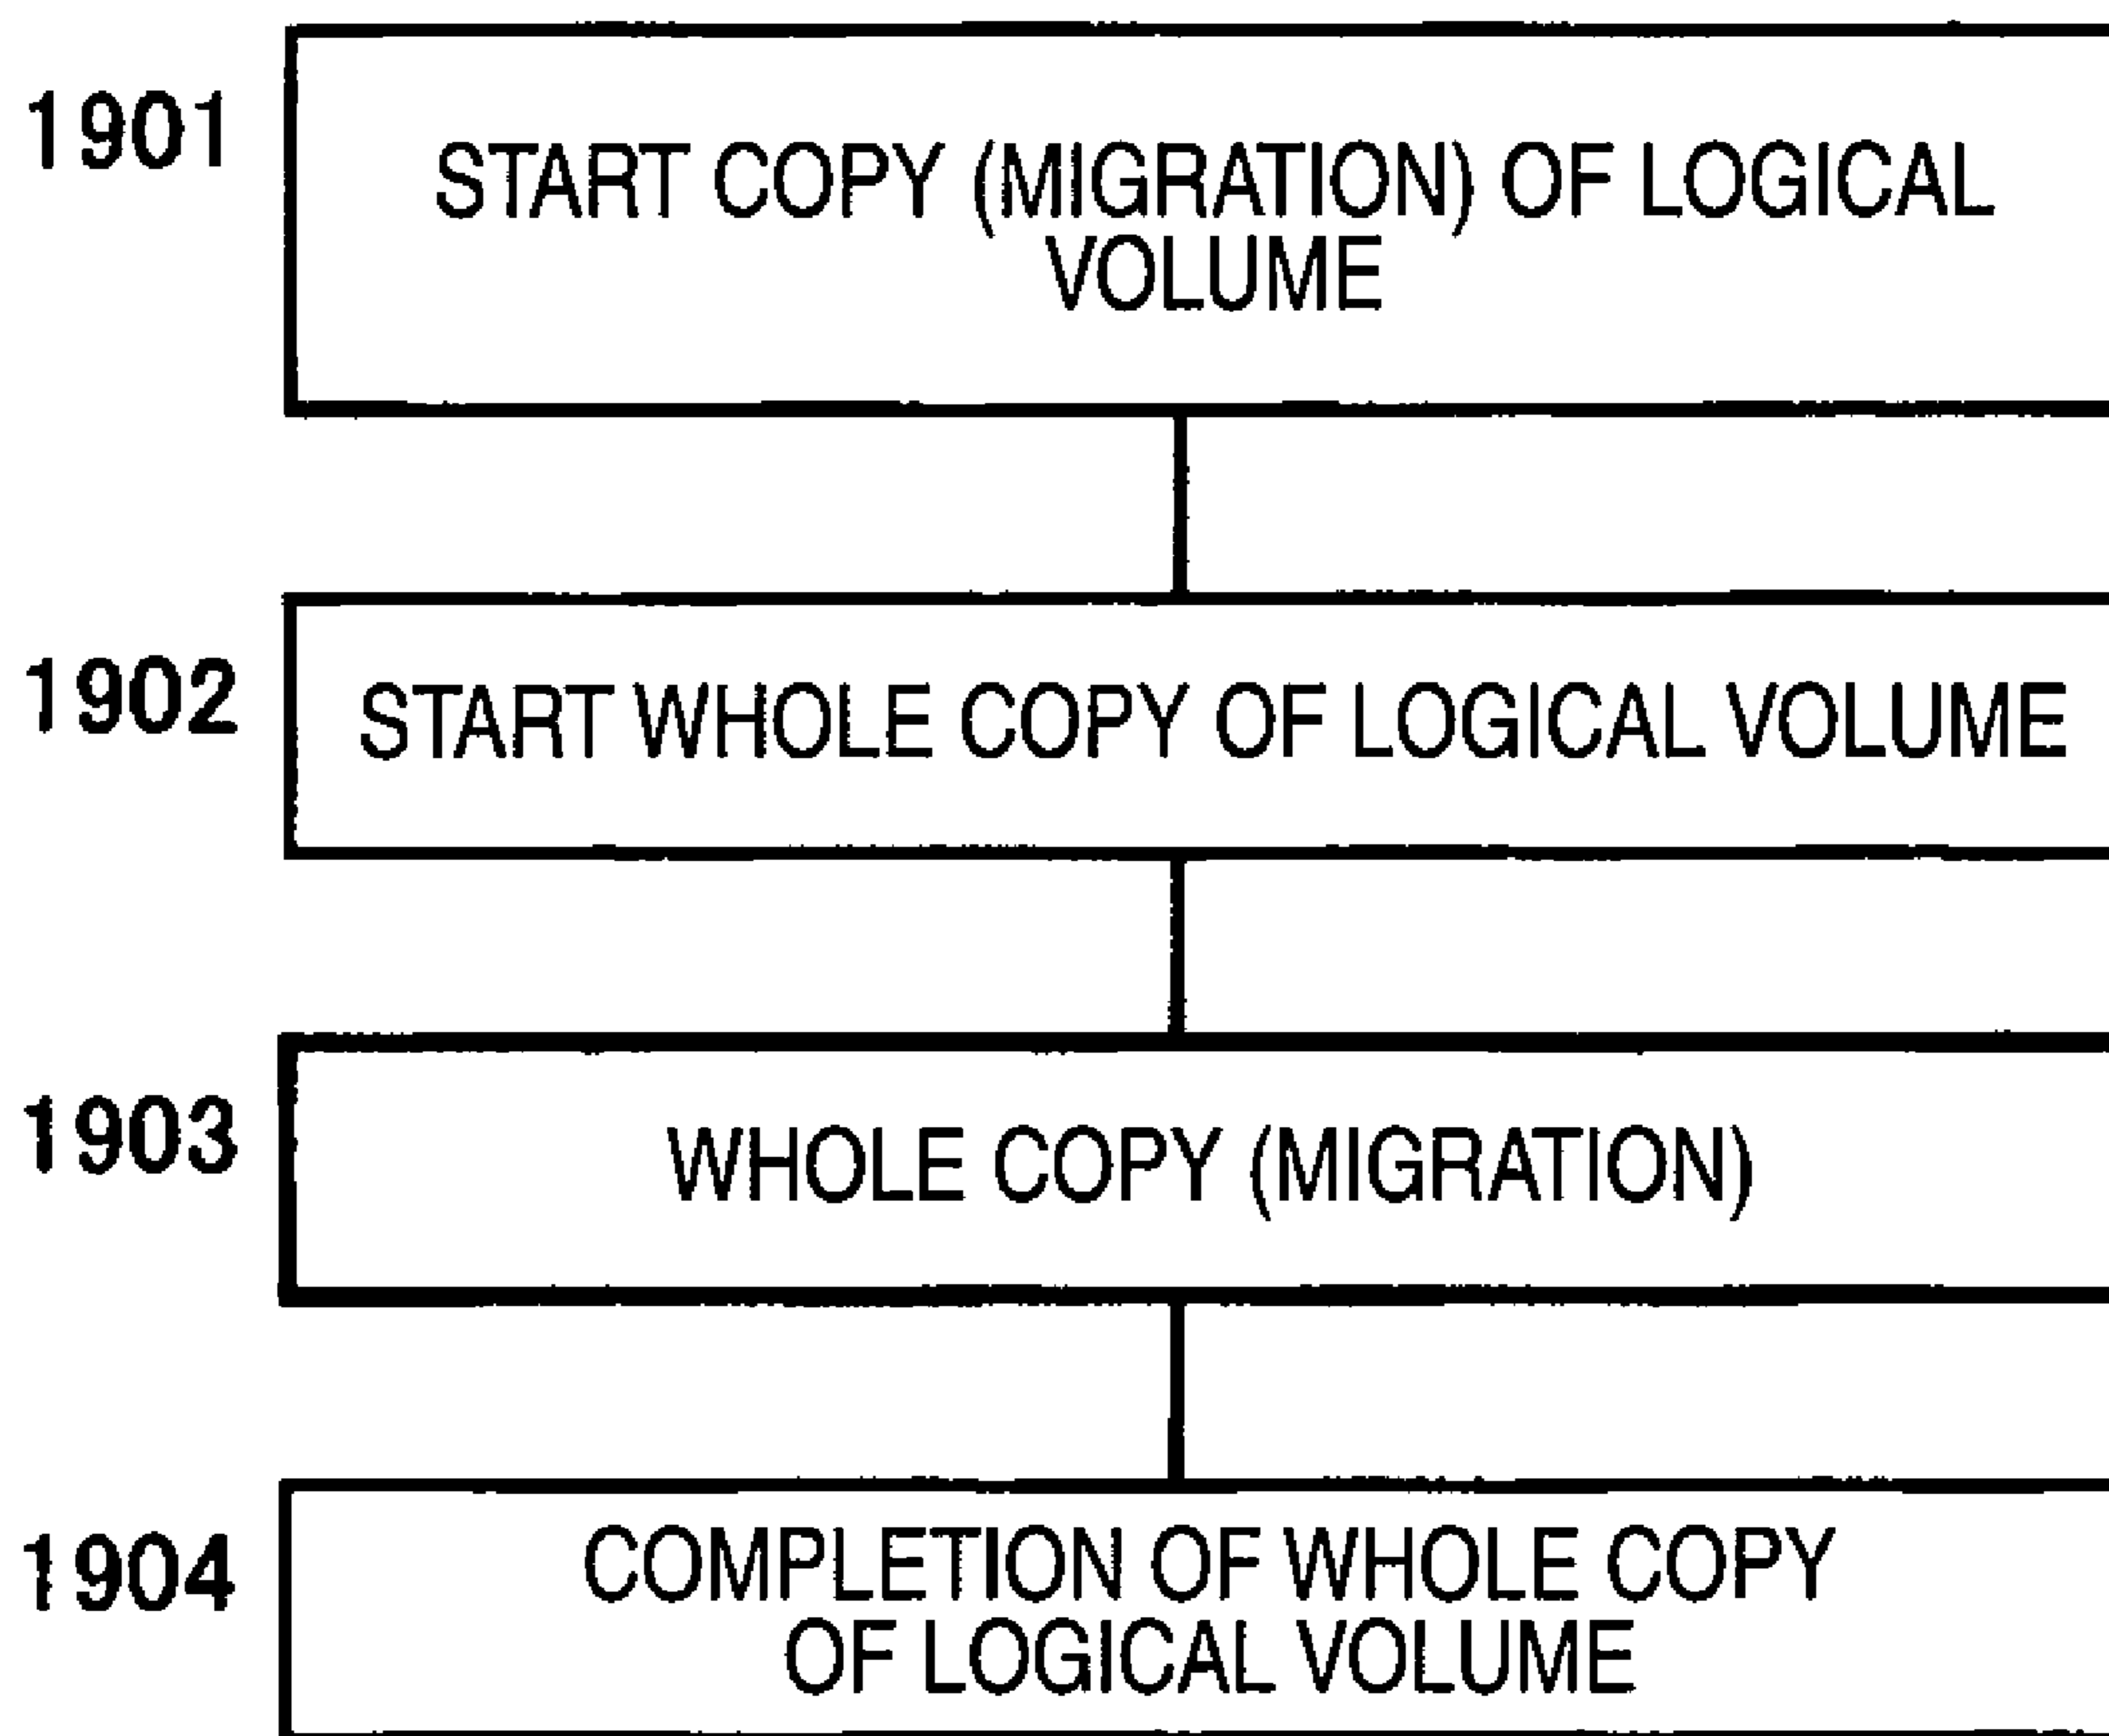 1901
START COPY (MIGRATION) OF LOGICAL
VOLUME
1902
START WHOLE COPY OF LOGICAL VOLUME
1903
WHOLE COPY (MIGRATION)
1904
COMPLETION OF WHOLE COPY
OF LOGICAL VOLUME